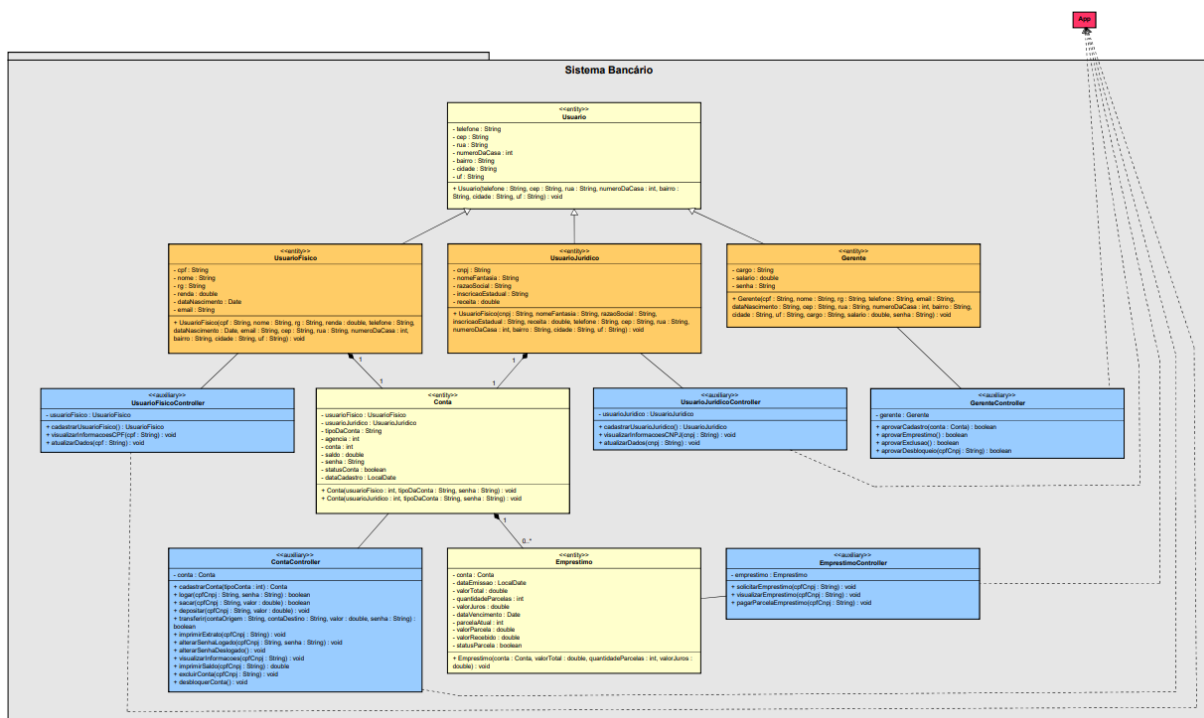 App
Sistema Bancário
<<entity>>
Usuario
- telefone : String
- cep : String
- rua : String
- numeroDaCasa : int
- bairro : String
- cidade : String
- uf : String
+ Usuario(telefone : String, cep : String, rua : String, numeroDaCasa : int, bairro :
String, cidade : String, uf : String) : void
<<entity>>
UsuarioFísico
- cpf : String
- nome : String
- rg : String
- renda : double
- dataNascimento : Date
- email : String
+ UsuarioFisico(cpf : String, nome : String, rg : String, renda : double, telefone : String,
dataNascimento : Date, email : String, cep : String, rua : String, numeroDaCasa : int,
bairro : String, cidade : String, uf : String) : void
<<entity>>
UsuarioJurídico
- cnpj : String
- nomeFantasia : String
- razaoSocial : String
- inscricaoEstadual : String
- receita : double
+ UsuarioFisico(cnpj : String, nomeFantasia : String, razeoSocial : String,
inscricaoEstadual : String, receita : double, telefone : String, cep : String, rua : String,
numeroDaCasa : int, bairro : String, cidade : String, uf : String) : void
<<entity>>
Gerente
- cargo : String
- salario : double
- senha : String
+ Gerente(cpf : String, nome : String, rg : String, telefone : String, email : String,
dataNascimento : String, cep : String, rua : String, numeroDaCasa : int, bairro : String,
cidade : String, uf : String, cargo : String, salario : double, senha : String) : void
1
1
1
1
<<auxiliary>>
UsuarioFisicoController
- usuarioFisico : UsuarioFisico
+ cadastrarUsuarioFisico() : UsuarioFisico
+ visualizarInformacoesCPF(cpf : String) : void
+ atualizarDados(cpf : String) : void
<<entity>>
Conta
- usuarioFisico : UsuarioFisico
- usuarioJuridico : UsuarioJuridico
- tipoDaConta : String
- agencia : int
- conta : int
- saldo : double
- senha : String
- statusConta : boolean
- dataCadastro : LocalDate
+ Conta(usuarioFisico : int, tipoDaConta : String, senha : String) : void
+ Conta(usuarioJuridico : int, tipoDaConta : String, senha : String) : void
<<auxiliary>>
UsuarioJuridicoController
- usuarioJuridico : UsuarioJuridico
+ cadastrarUsuarioJuridico() : UsuarioJuridico
+ visualizarInformacoesCNPJ(cnpj : String) : void
+ atualizarDados(cnpj : String) : void
<<auxiliary>>
GerenteController
- gerente : Gerente
+ aprovarCadastro(conta : Conta) : boolean
+ aprovarEmprestimo() : boolean
+ aprovarExclusao() : boolean
+ aprovarDesbloqueio(cpfCnpj : String) : boolean
1
0..*
<<auxiliary>>
ContaController
- conta : Conta
+ cadastrarConta(tipoConta : int) : Conta
+ logar(cpfCnpj : String, senha : String) : boolean
+ sacar(cpfCnpj : String, valor : double) : boolean
+ depositar(cpfCnpj : String, valor : double) : void
+ transferir(contaOrigem : String, contaDestino : String, valor : double, senha : String) :
boolean
+ imprimirExtrato(cpfCnpj : String) : void
+ alterarSenhaLogado(cpfCnpj : String, senha : String) : void
+ alterarSenhaDeslogado() : void
+ visualizarInformacoes(cpfCnpj : String) : void
+ imprimirSaldo(cpfCnpj : String) : double
+ excluirConta(cpfCnpj : String) : void
+ desbloquerConta() : void
<<entity>>
Emprestimo
- conta : Conta
- dataEmissao : LocalDate
- valorTotal : double
- quantidadeParcelas : int
- valorJuros : double
- dataVencimento : Date
- parcelaAtual : int
- valorParcela : double
- valorRecebido : double
- statusParcela : boolean
+ Emprestimo(conta : Conta, valorTotal : double, quantidadeParcelas : int, valorJuros :
double) : void
<<auxiliary>>
EmprestimoController
- emprestimo : Emprestimo
+ solicitarEmprestimo(cpfCnpj : String) : void
+ visualizarEmprestimo(cpfCnpj : String) : void
+ pagarParcelaEmprestimo(cpfCnpj : String) : void